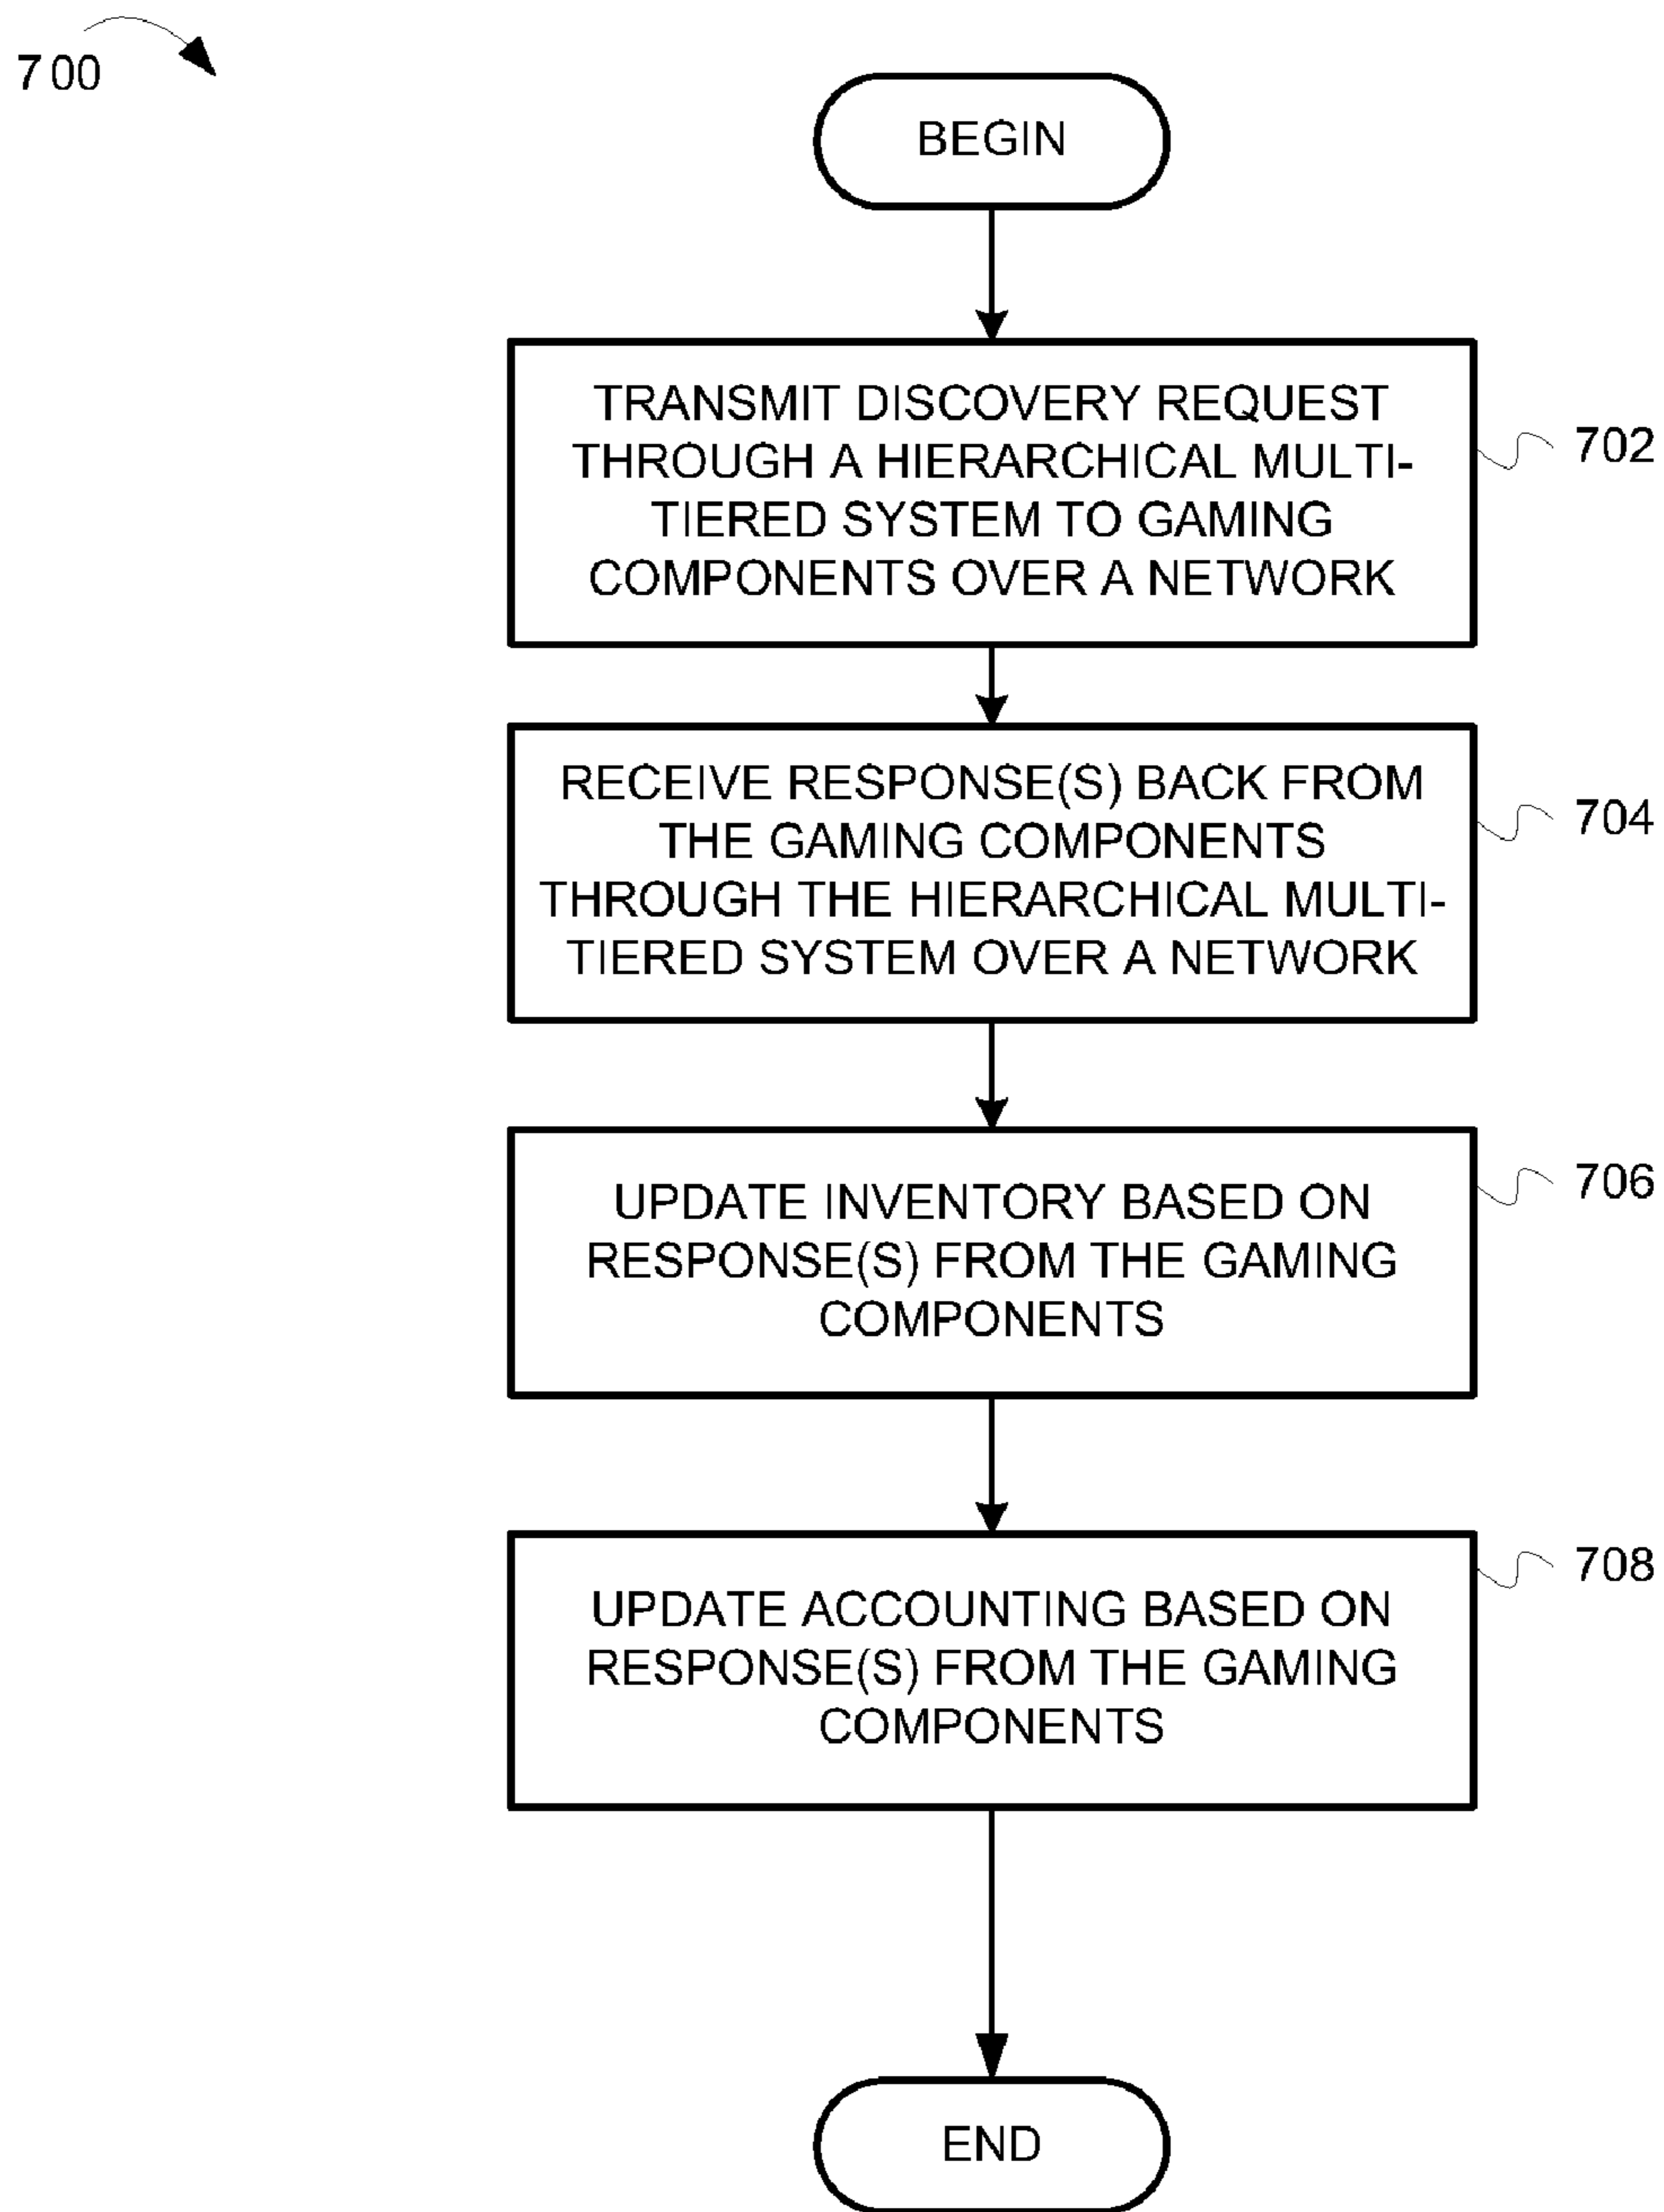 700
BEGIN
TRANSMIT DISCOVERY REQUEST
THROUGH A HIERARCHICAL MULTI-
TIERED SYSTEM TO GAMING
COMPONENTS OVER A NETWORK
702
RECEIVE RESPONSE(S) BACK FROM
THE GAMING COMPONENTS
THROUGH THE HIERARCHICAL MULTI-
TIERED SYSTEM OVER A NETWORK
704
UPDATE INVENTORY BASED ON
RESPONSE(S) FROM THE GAMING
COMPONENTS
706
UPDATE ACCOUNTING BASED ON
RESPONSE(S) FROM THE GAMING
COMPONENTS
708
END